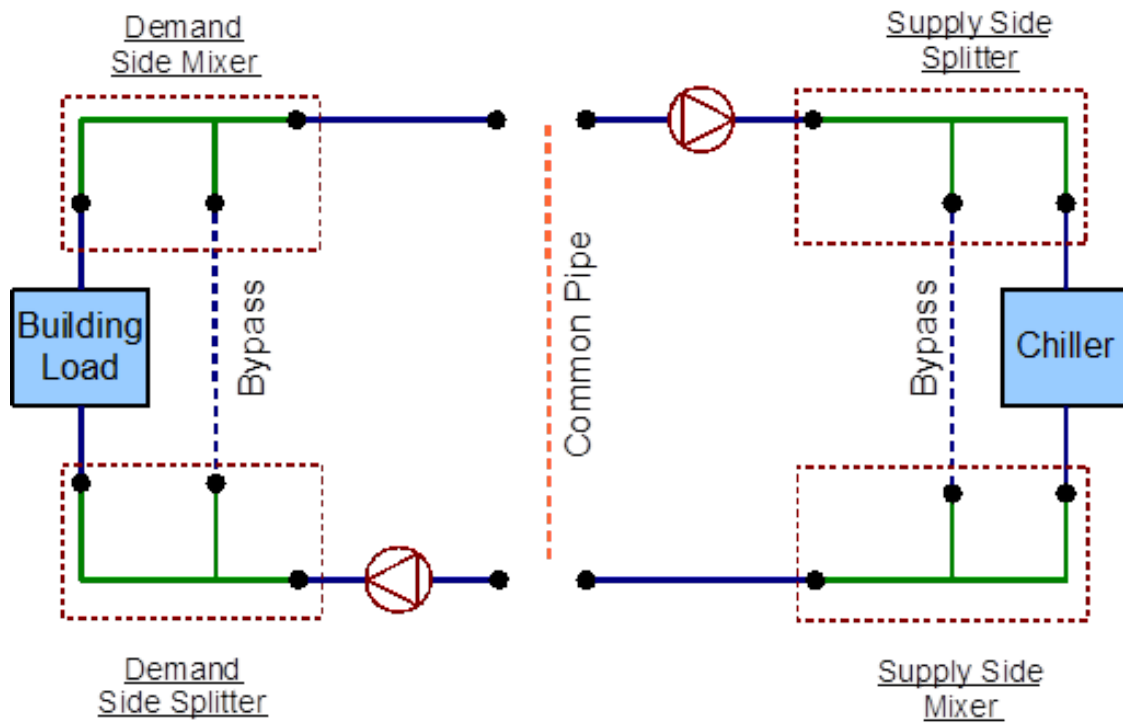 Demand
Side Mixer
Supply Side
Splitter
Building
Load
Bypass
Common Pipe
Bypass
Chiller
Demand
Side Splitter
Supply Side
Mixer